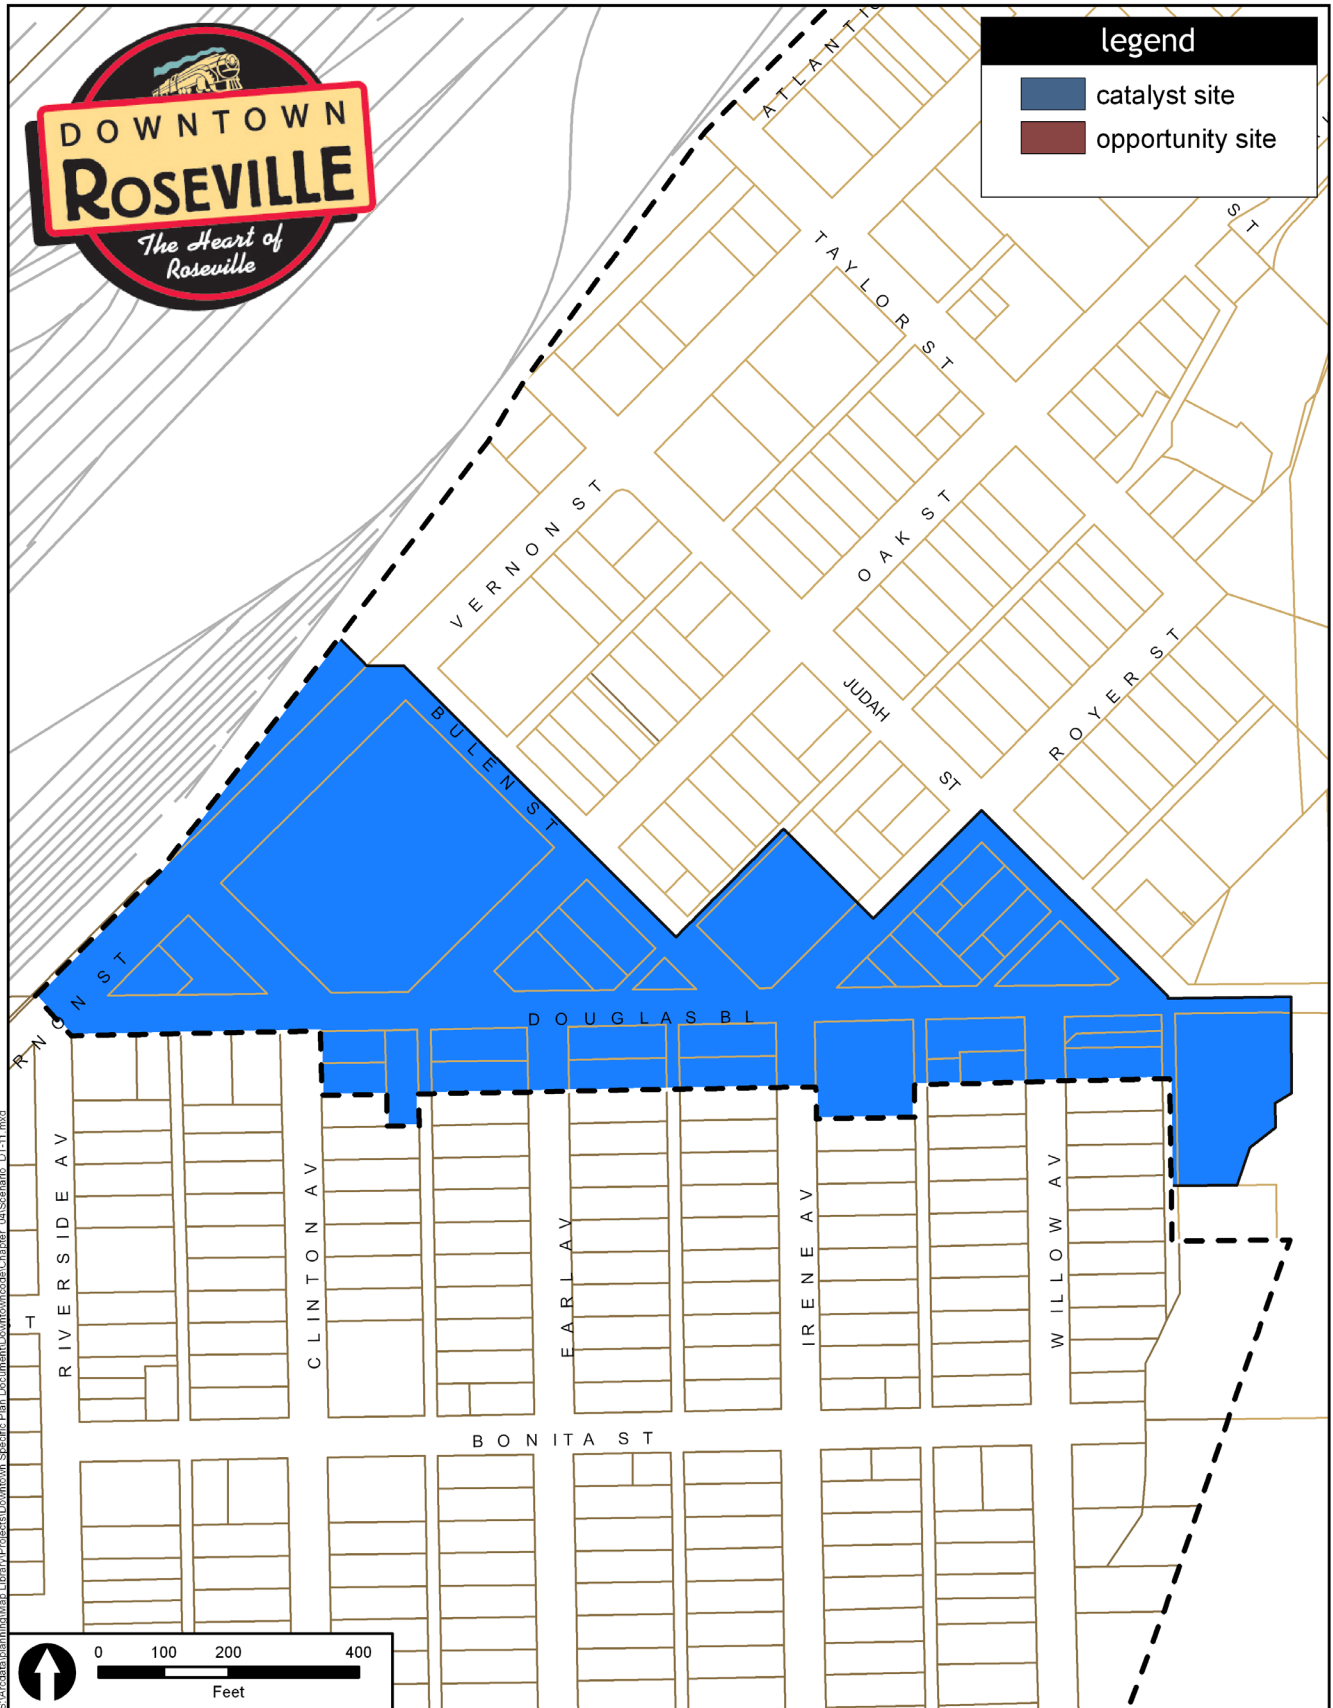 DOWNTOWN
ROSEVILLE
The Heart of
Roseville
legend
catalyst site
opportunity site
ST
TAYLOR ST
VERNON ST
OAK ST
JUDAH
ST
ROYER ST
BULEN ST
ST
DOUGLAS BL
RIVERSIDE AV
CLINTON AV
EARL AV
IRENE AV
WILLOW AV
T
BONITA ST
0 100 200 400
Feet